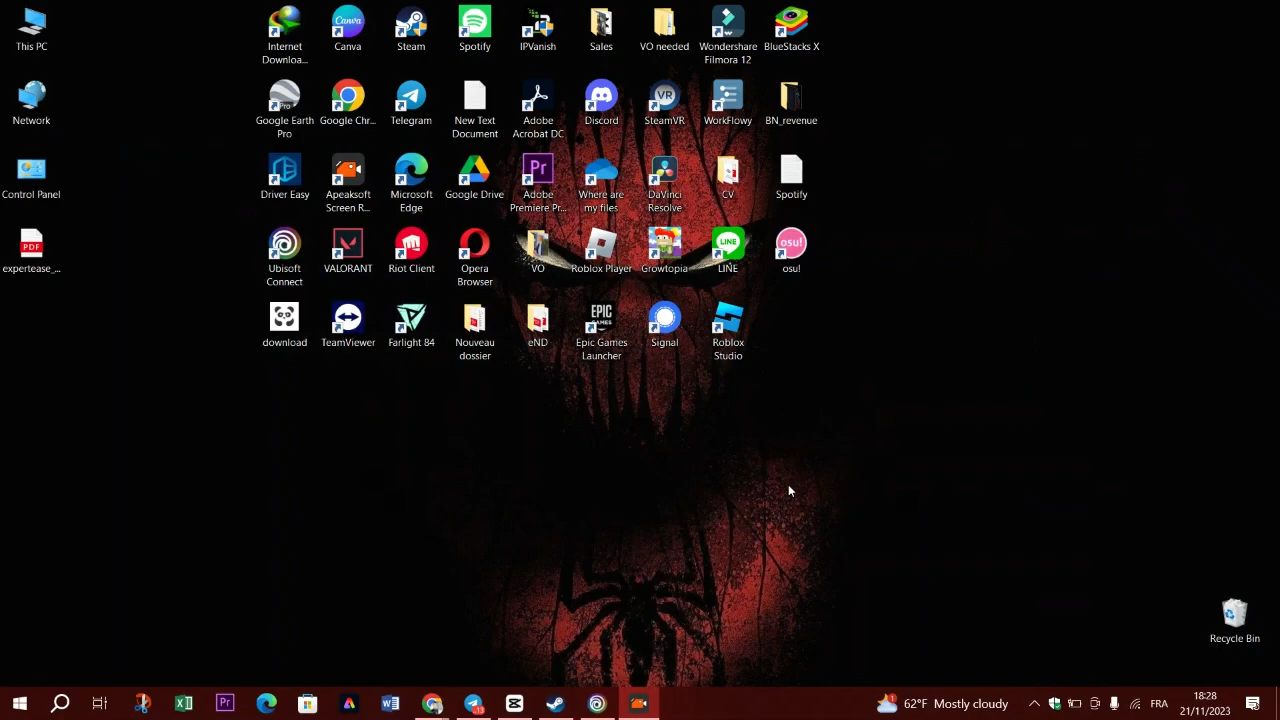 This PC
Internet
Downloa...
Canva
Steam
Spotify
IPVanish
Sales
VO needed
Wondershare
Filmora 12
BlueStacks X
Network
Google Earth
Pro
Google Chr...
Telegram
New Text
Document
Adobe
Acrobat DC
Discord
SteamVR
WorkFlowy
BN_revenue
Control Panel
Driver Easy
Apeaksoft
Screen R...
Microsoft
Edge
Google Drive
Adobe
Premiere Pr...
Where are
my files
DaVinci
Resolve
CV
Spotify
expertease_...
Ubisoft
Connect
VALORANT
Riot Client
Opera
Browser
VO
Roblox Player
Growtopia
LINE
osu!
download
TeamViewer
Farlight 84
Nouveau
dossier
eND
Epic Games
Launcher
Signal
Roblox
Studio
Recycle Bin
62°F Mostly cloudy
FRA
18:28
21/11/2023